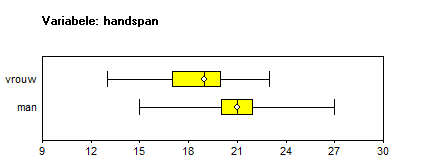 Variabele: handspan
vrouw
man
9 12 15 18 21 24 27 30